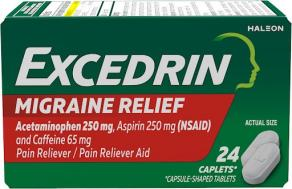 HALEON
EXCEDRIN
MIGRAINE RELIEF
Acetaminophen 250 mg, Aspirin 250 mg (NSAID)
and Caffeine 65 mg
Pain Reliever / Pain Reliever Aid
ACTUAL SIZE
24
CAPLETS*
*CAPSULE-SHAPED TABLETS